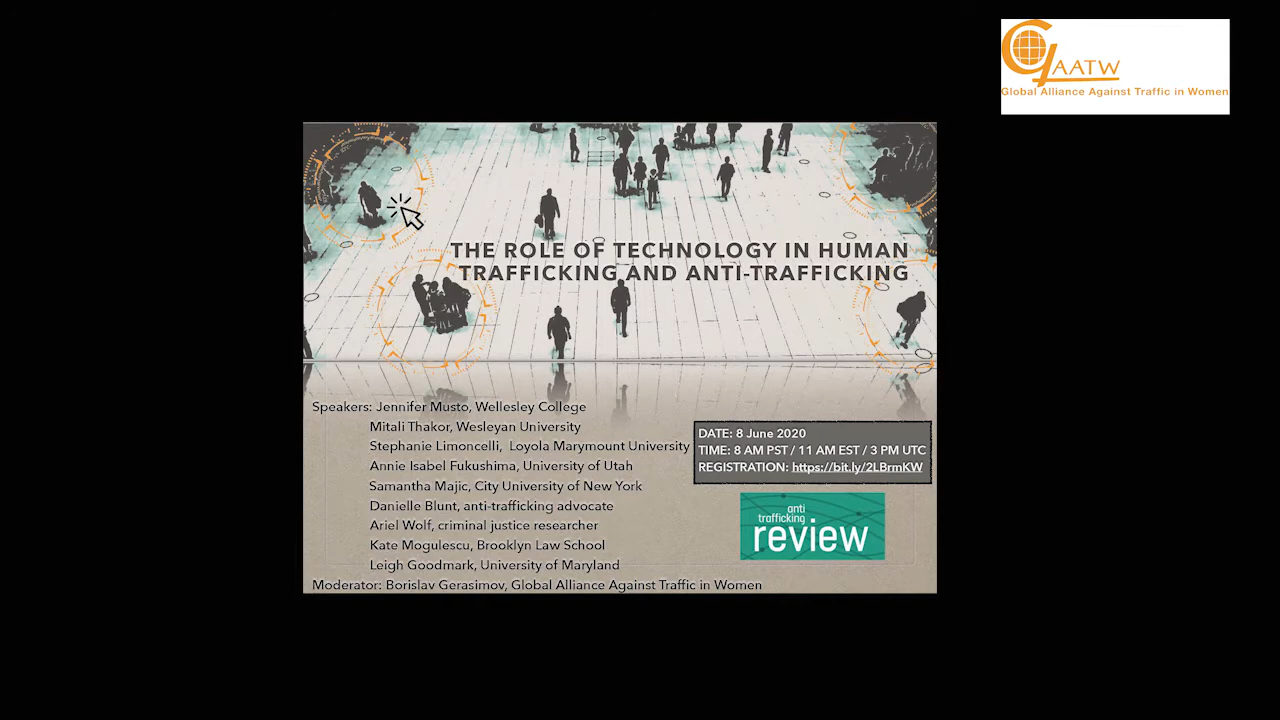 GAATW
Global Alliance Against Traffic in Women
THE ROLE OF TECHNOLOGY IN HUMAN
TRAFFICKING AND ANTI-TRAFFICKING
Speakers: Jennifer Musto, Wellesley College
Mitali Thakor, Wesleyan University
Stephanie Limoncelli, Loyola Marymount University
Annie Isabel Fukushima, University of Utah
Samantha Majic, City University of New York
Danielle Blunt, anti-trafficking advocate
Ariel Wolf, criminal justice researcher
Kate Mogulescu, Brooklyn Law School
Leigh Goodmark, University of Maryland
Moderator: Borislav Gerasimov, Global Alliance Against Traffic in Women
DATE: 8 June 2020
TIME: 8 AM PST / 11 AM EST / 3 PM UTC
REGISTRATION: https://bit.ly/2LBrmKW
anti
trafficking
review